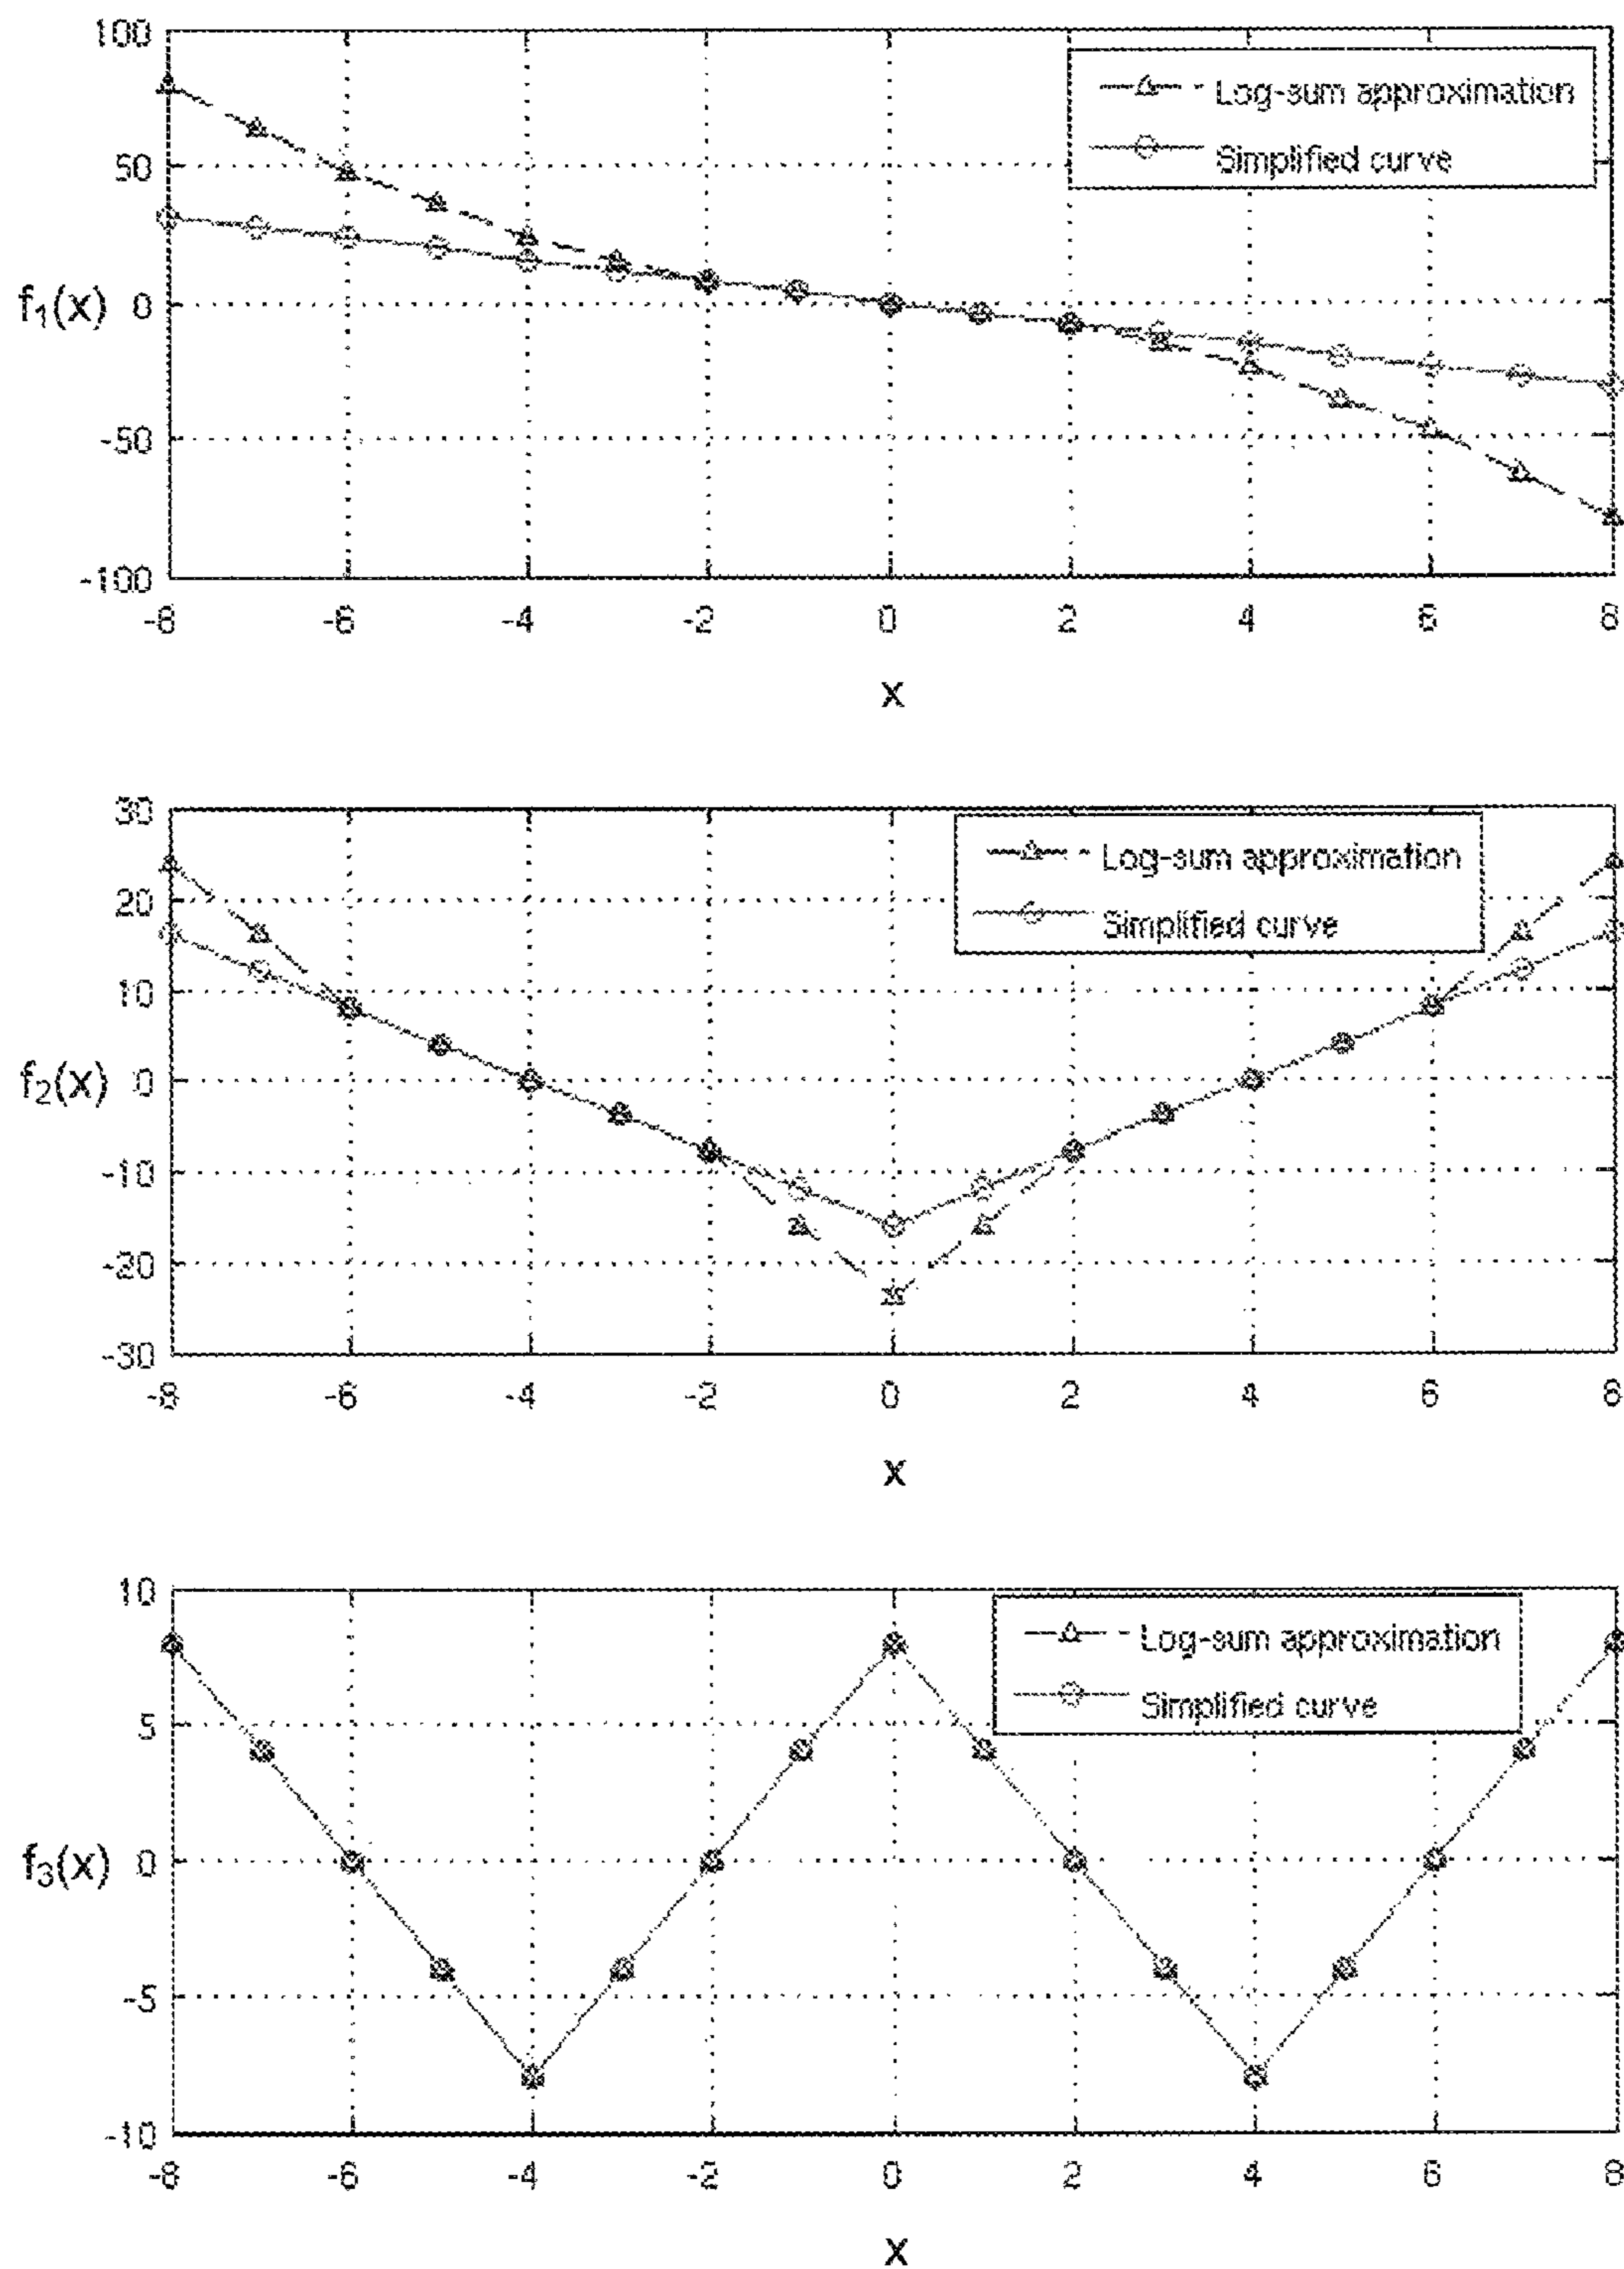 100
Log-sum approximation
50
Simplified curve
f₁(x) 0
-50
-100
-8 -6 -4 -2 0 2 4 6 8
x
30
Log-sum approximation
20
Simplified curve
10
f₂(x) 0
-10
-20
-30
-8 -6 -4 -2 0 2 4 6 8
x
10
Log-sum approximation
Simplified curve
5
f₃(x) 0
-5
-10
-8 -6 -4 -2 0 2 4 6 8
x